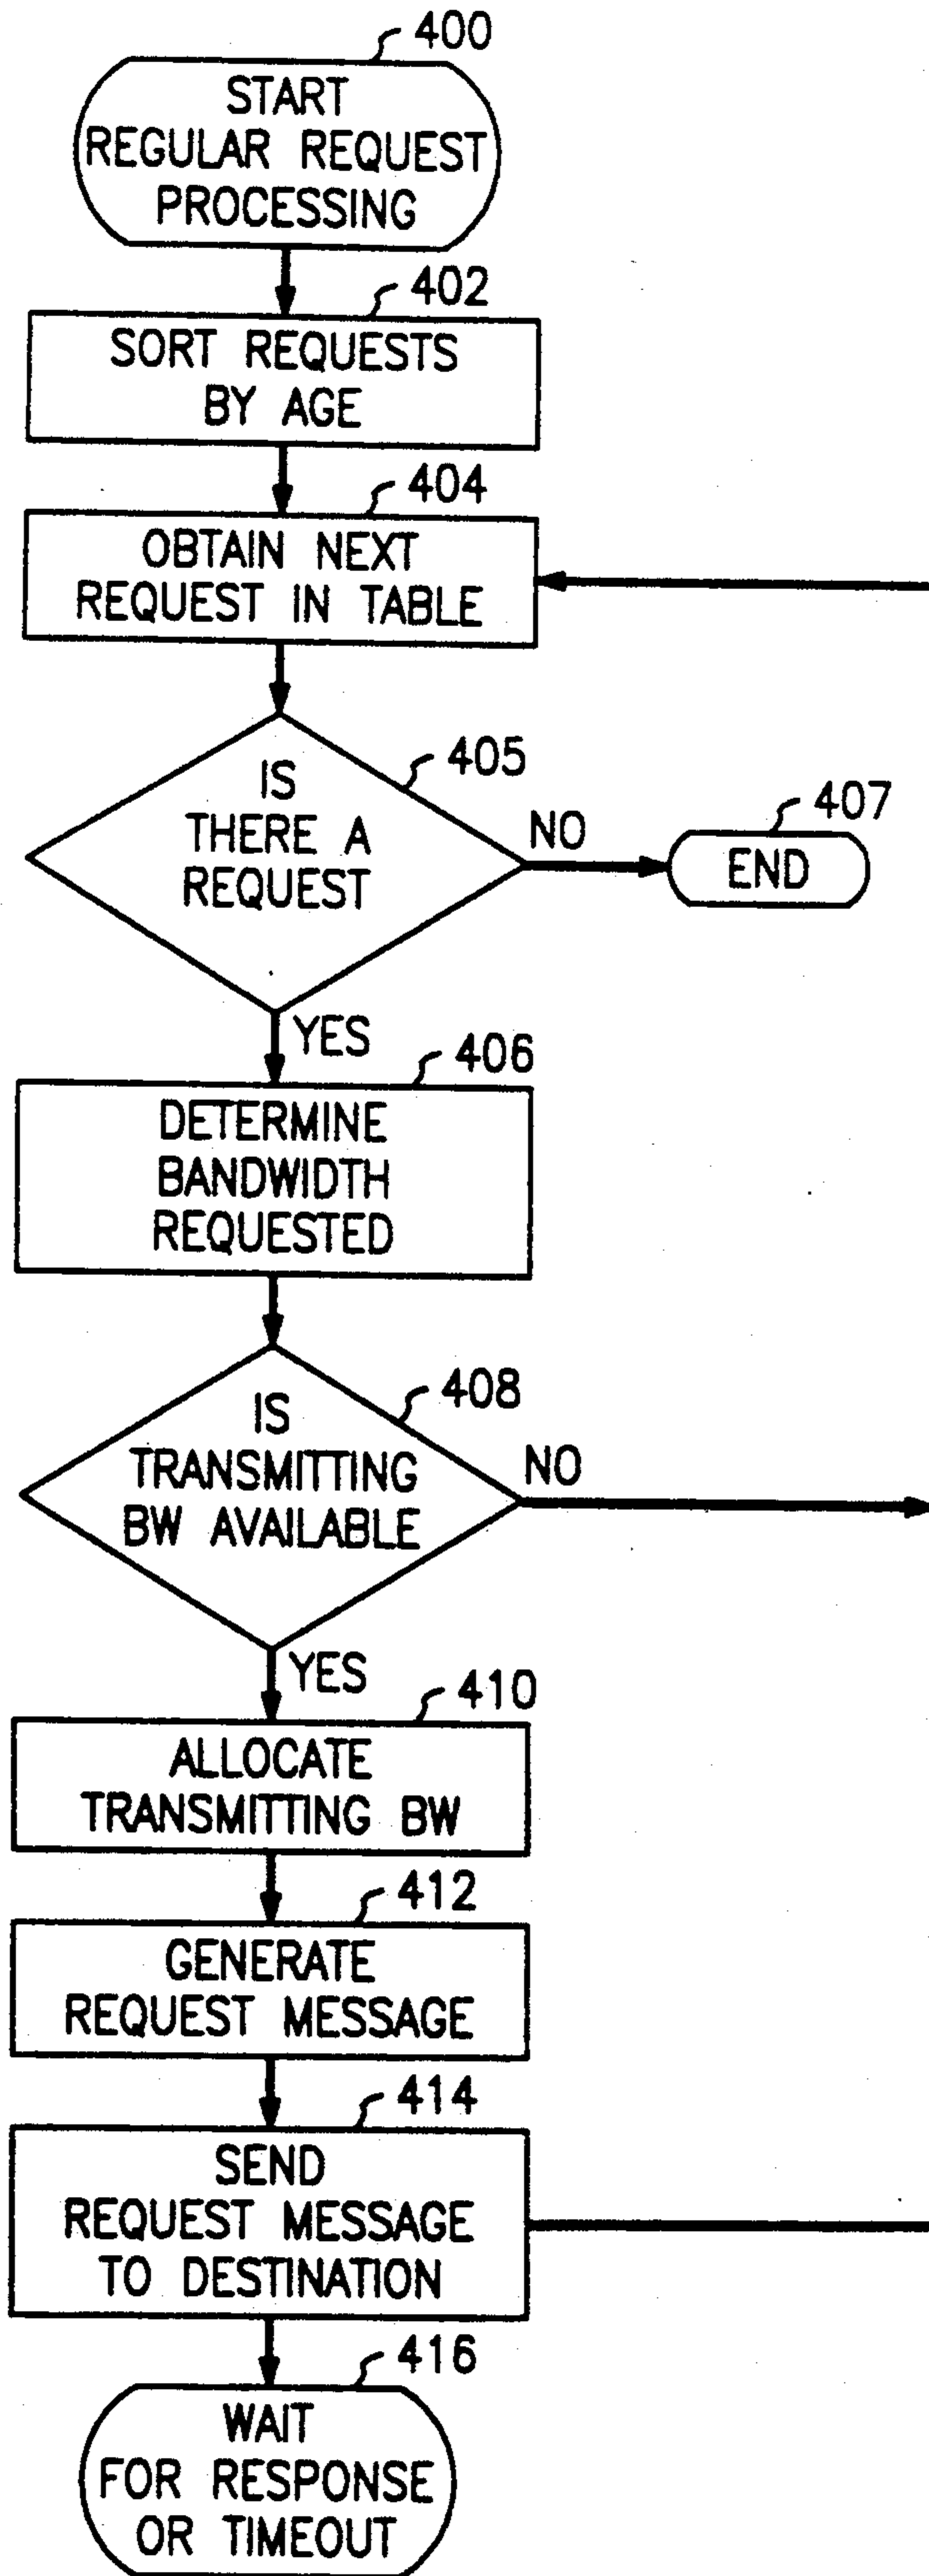 400
START
REGULAR REQUEST
PROCESSING
402
SORT REQUESTS
BY AGE
404
OBTAIN NEXT
REQUEST IN TABLE
405
IS
THERE A
REQUEST
NO
407
END
YES
406
DETERMINE
BANDWIDTH
REQUESTED
408
IS
TRANSMITTING
BW AVAILABLE
NO
YES
410
ALLOCATE
TRANSMITTING BW
412
GENERATE
REQUEST MESSAGE
414
SEND
REQUEST MESSAGE
TO DESTINATION
416
WAIT
FOR RESPONSE
OR TIMEOUT